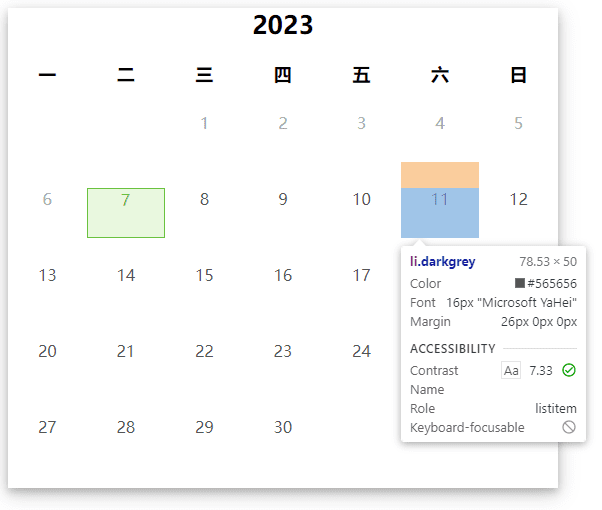 2023
一 二 三 四 五 六 日
1 2 3 4 5
6 7 8 9 10 11 12
13 14 15 16 17
20 21 22 23 24
27 28 29 30
li.darkgrey 78.53 × 50
Color #565656
Font 16px "Microsoft YaHei"
Margin 26px 0px 0px
ACCESSIBILITY
Contrast Aa 7.33
Name
Role listitem
Keyboard-focusable